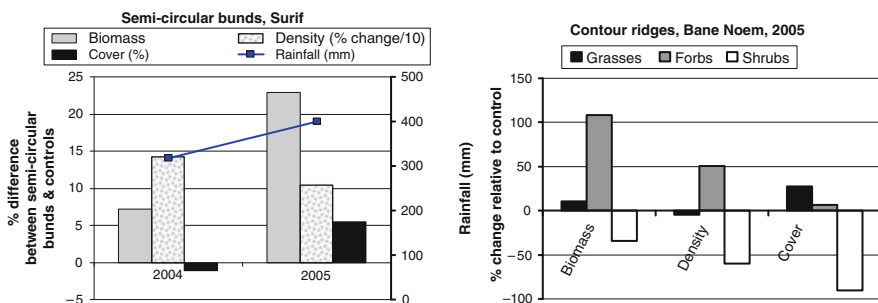 Semi-circular bunds, Surif
Biomass
Density (% change/10)
Cover (%)
Rainfall (mm)
% difference
between semi-circular
bunds & controls
25
20
15
10
5
0
−5
2004
2005
500
400
300
200
100
0
Rainfall (mm)
Contour ridges, Bane Noem, 2005
Grasses
Forbs
Shrubs
% change relative to control
150
100
50
0
−50
−100
Biomass
Density
Cover